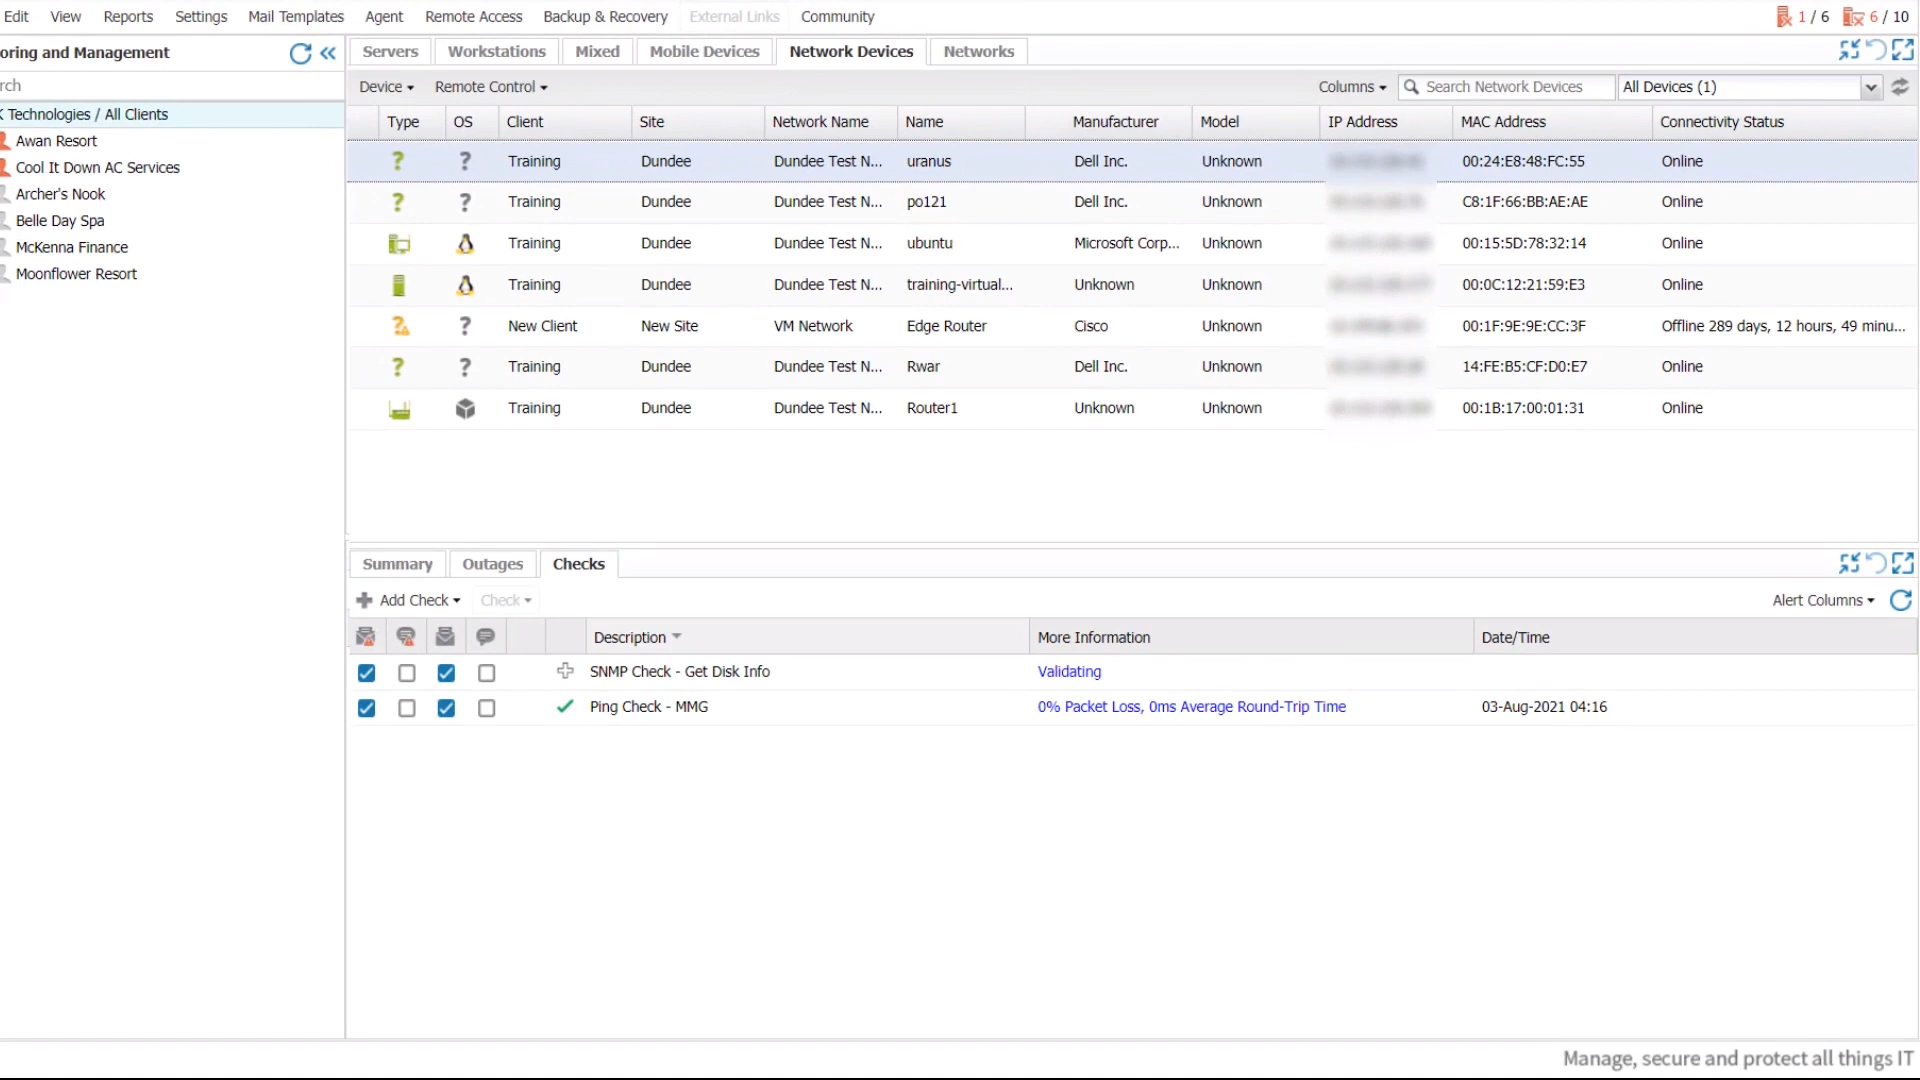 Edit View Reports Settings Mail Templates Agent Remote Access Backup & Recovery External Links Community 1 / 6 6 / 10
oring and Management
Servers Workstations Mixed Mobile Devices Network Devices Networks
rch
Device Remote Control Columns Search Network Devices All Devices (1)
Technologies / All Clients
Awan Resort
Cool It Down AC Services
Archer's Nook
Belle Day Spa
McKenna Finance
Moonflower Resort
Type OS Client Site Network Name Name Manufacturer Model IP Address MAC Address Connectivity Status
? ? Training Dundee Dundee Test N... uranus Dell Inc. Unknown 00:24:E8:48:FC:55 Online
? ? Training Dundee Dundee Test N... po121 Dell Inc. Unknown C8:1F:66:BB:AE:AE Online
Training Dundee Dundee Test N... ubuntu Microsoft Corp... Unknown 00:15:5D:78:32:14 Online
Training Dundee Dundee Test N... training-virtual... Unknown Unknown 00:0C:12:21:59:E3 Online
? ? New Client New Site VM Network Edge Router Cisco Unknown 00:1F:9E:9E:CC:3F Offline 289 days, 12 hours, 49 minu...
? ? Training Dundee Dundee Test N... Rwar Dell Inc. Unknown 14:FE:B5:CF:D0:E7 Online
Training Dundee Dundee Test N... Router1 Unknown Unknown 00:1B:17:00:01:31 Online
Summary Outages Checks
Add Check Check Alert Columns
Description More Information Date/Time
SNMP Check - Get Disk Info Validating
Ping Check - MMG 0% Packet Loss, 0ms Average Round-Trip Time 03-Aug-2021 04:16
Manage, secure and protect all things IT